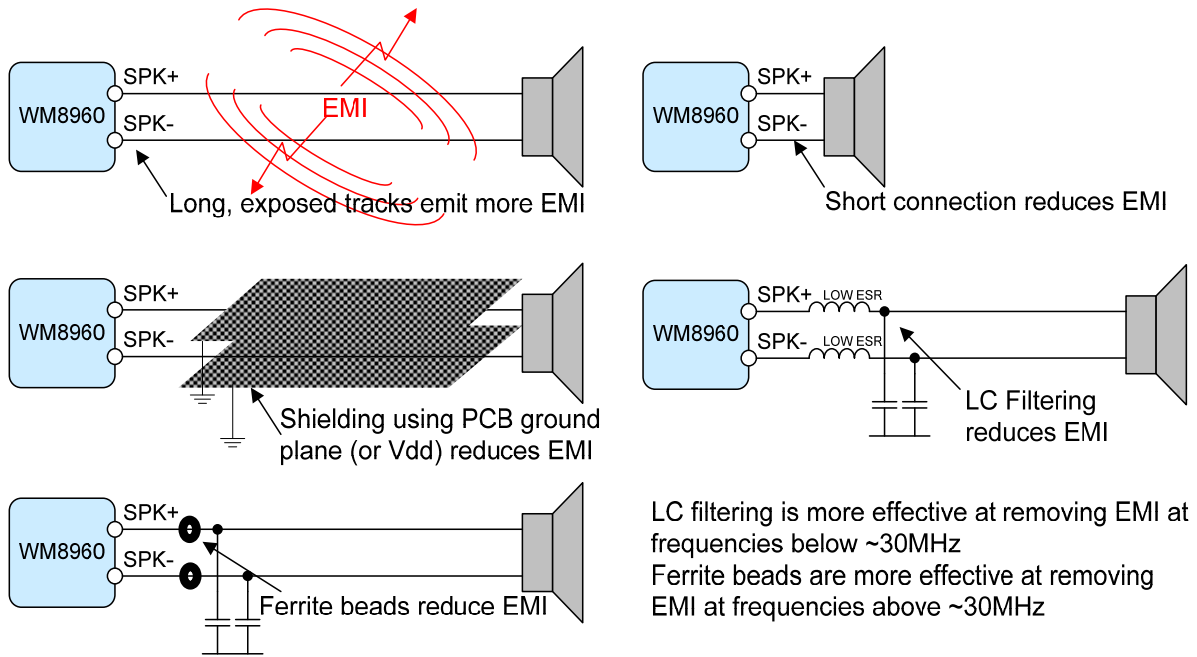 SPK+
WM8960
SPK-
EMI
Long, exposed tracks emit more EMI
SPK+
WM8960
SPK-
Short connection reduces EMI
SPK+
WM8960
SPK-
Shielding using PCB ground
plane (or Vdd) reduces EMI
SPK+
LOW ESR
WM8960
SPK-
LOW ESR
LC Filtering
reduces EMI
SPK+
WM8960
SPK-
Ferrite beads reduce EMI
LC filtering is more effective at removing EMI at
frequencies below ~30MHz
Ferrite beads are more effective at removing
EMI at frequencies above ~30MHz